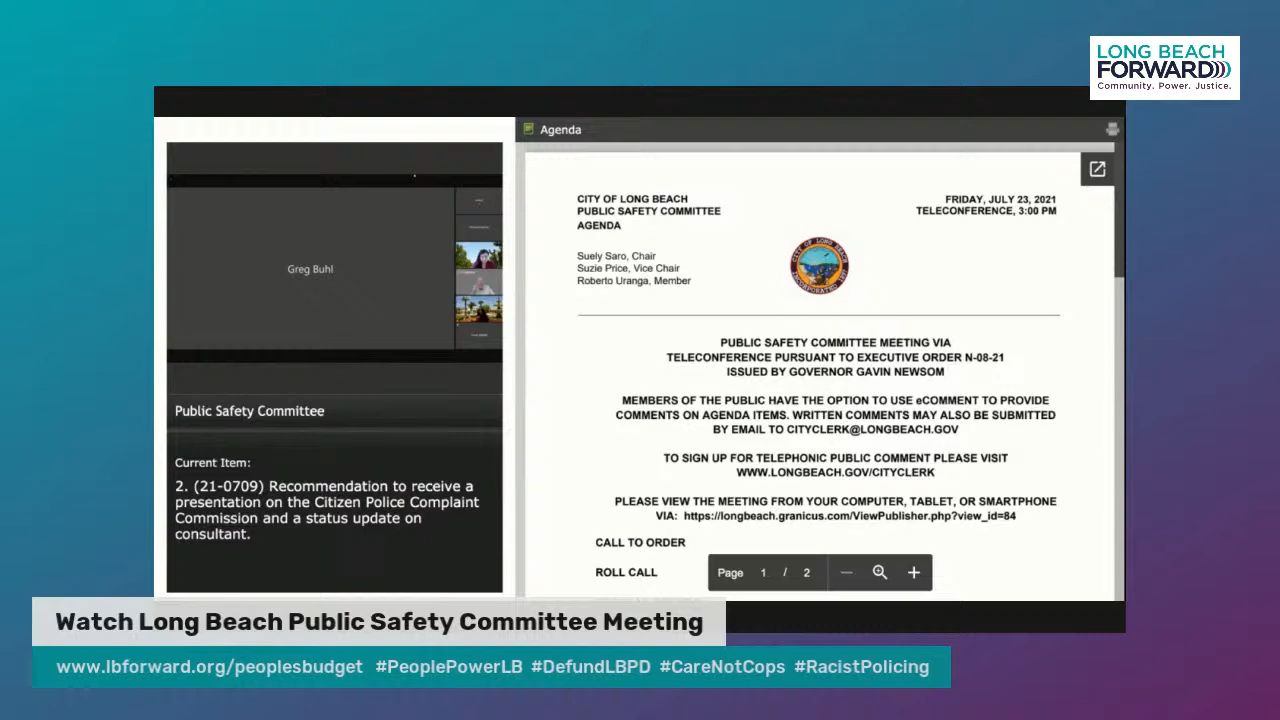 LONG BEACH
FORWARD
Community. Power. Justice.
Agenda
Greg Buhl
Public Safety Committee
Current Item:
2. (21-0709) Recommendation to receive a
presentation on the Citizen Police Complaint
Commission and a status update on
consultant.
CITY OF LONG BEACH
PUBLIC SAFETY COMMITTEE
AGENDA
FRIDAY, JULY 23, 2021
TELECONFERENCE, 3:00 PM
Suely Saro, Chair
Suzie Price, Vice Chair
Roberto Uranga, Member
CITY OF LONG BEACH
INCORPORATED
PUBLIC SAFETY COMMITTEE MEETING VIA
TELECONFERENCE PURSUANT TO EXECUTIVE ORDER N-08-21
ISSUED BY GOVERNOR GAVIN NEWSOM
MEMBERS OF THE PUBLIC HAVE THE OPTION TO USE eCOMMENT TO PROVIDE
COMMENTS ON AGENDA ITEMS. WRITTEN COMMENTS MAY ALSO BE SUBMITTED
BY EMAIL TO CITYCLERK@LONGBEACH.GOV
TO SIGN UP FOR TELEPHONIC PUBLIC COMMENT PLEASE VISIT
WWW.LONGBEACH.GOV/CITYCLERK
PLEASE VIEW THE MEETING FROM YOUR COMPUTER, TABLET, OR SMARTPHONE
VIA: https://longbeach.granicus.com/ViewPublisher.php?view_id=84
CALL TO ORDER
ROLL CALL
Page 1 / 2
Watch Long Beach Public Safety Committee Meeting
www.lbforward.org/peoplesbudget #PeoplePowerLB #DefundLBPD #CareNotCops #RacistPolicing